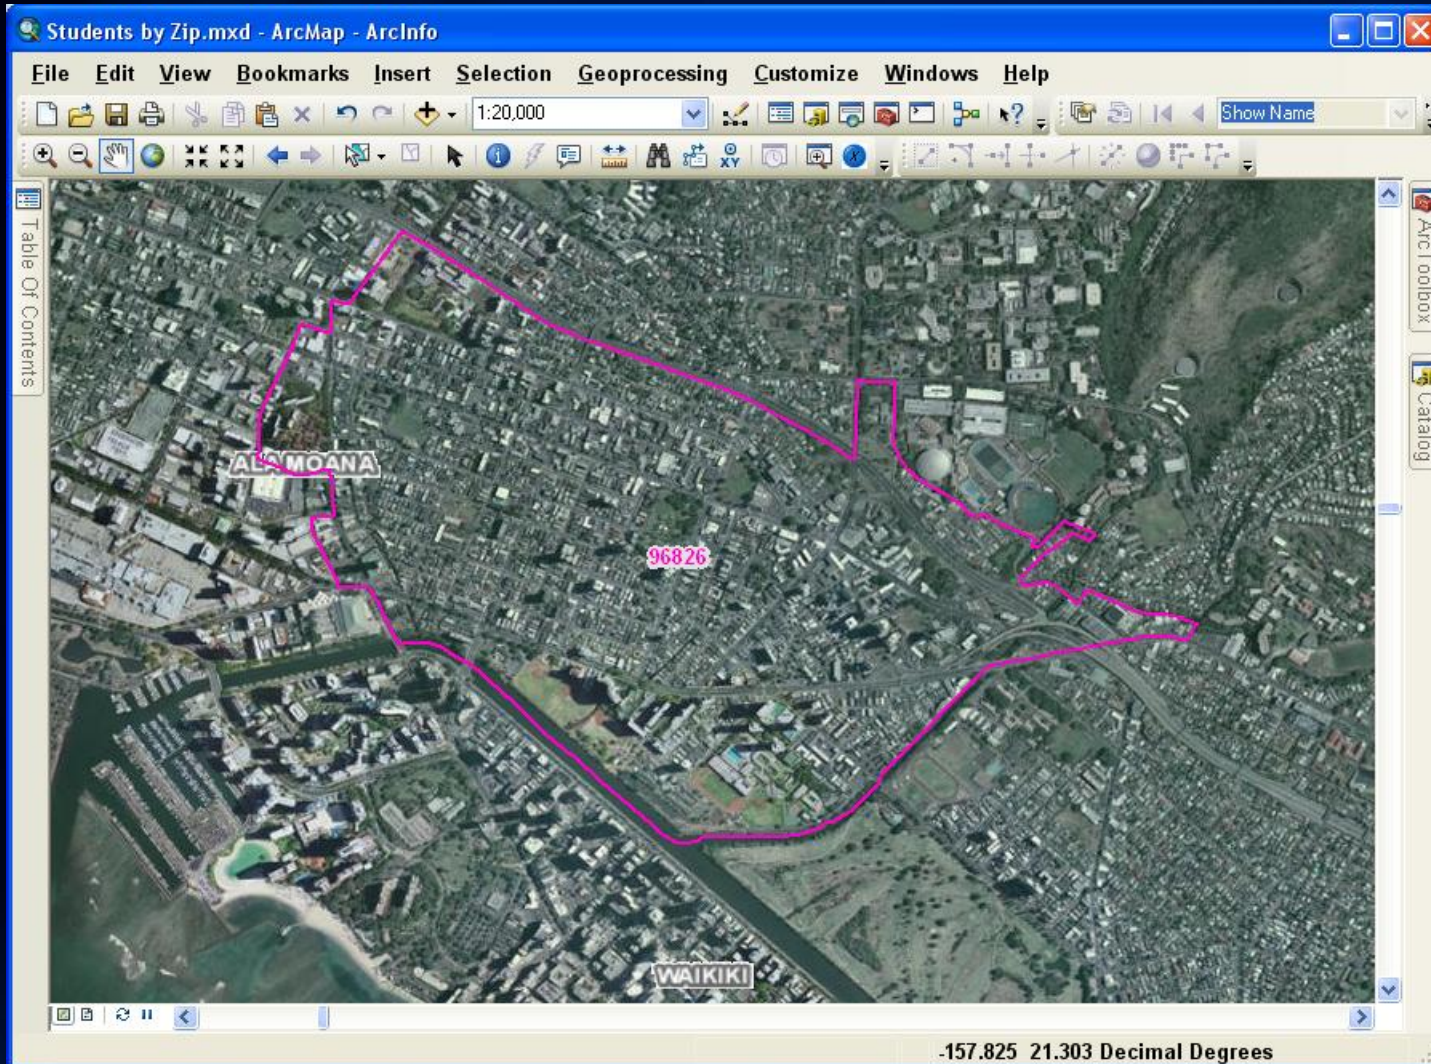 Students by Zip.mxd - ArcMap - ArcInfo
File Edit View Bookmarks Insert Selection Geoprocessing Customize Windows Help
1:20,000
Show Name
XY
Table Of Contents
ArcToolbox
Catalog
ALA MOANA
96826
WAIKIKI
-157.825 21.303 Decimal Degrees